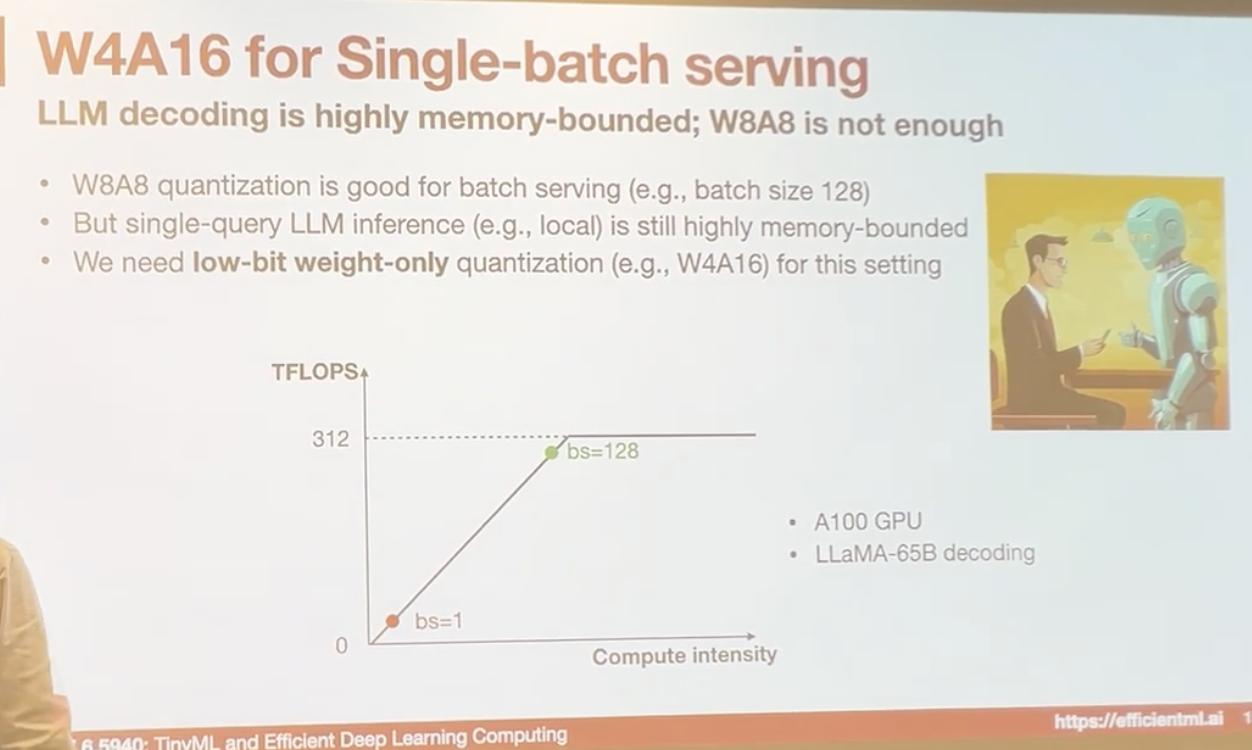 W4A16 for Single-batch serving
LLM decoding is highly memory-bounded; W8A8 is not enough
• W8A8 quantization is good for batch serving (e.g., batch size 128)
• But single-query LLM inference (e.g., local) is still highly memory-bounded
• We need low-bit weight-only quantization (e.g., W4A16) for this setting
TFLOPS
312
bs=128
• A100 GPU
• LLaMA-65B decoding
bs=1
0
Compute intensity
6.5940: TinyML and Efficient Deep Learning Computing
https://efficientml.ai